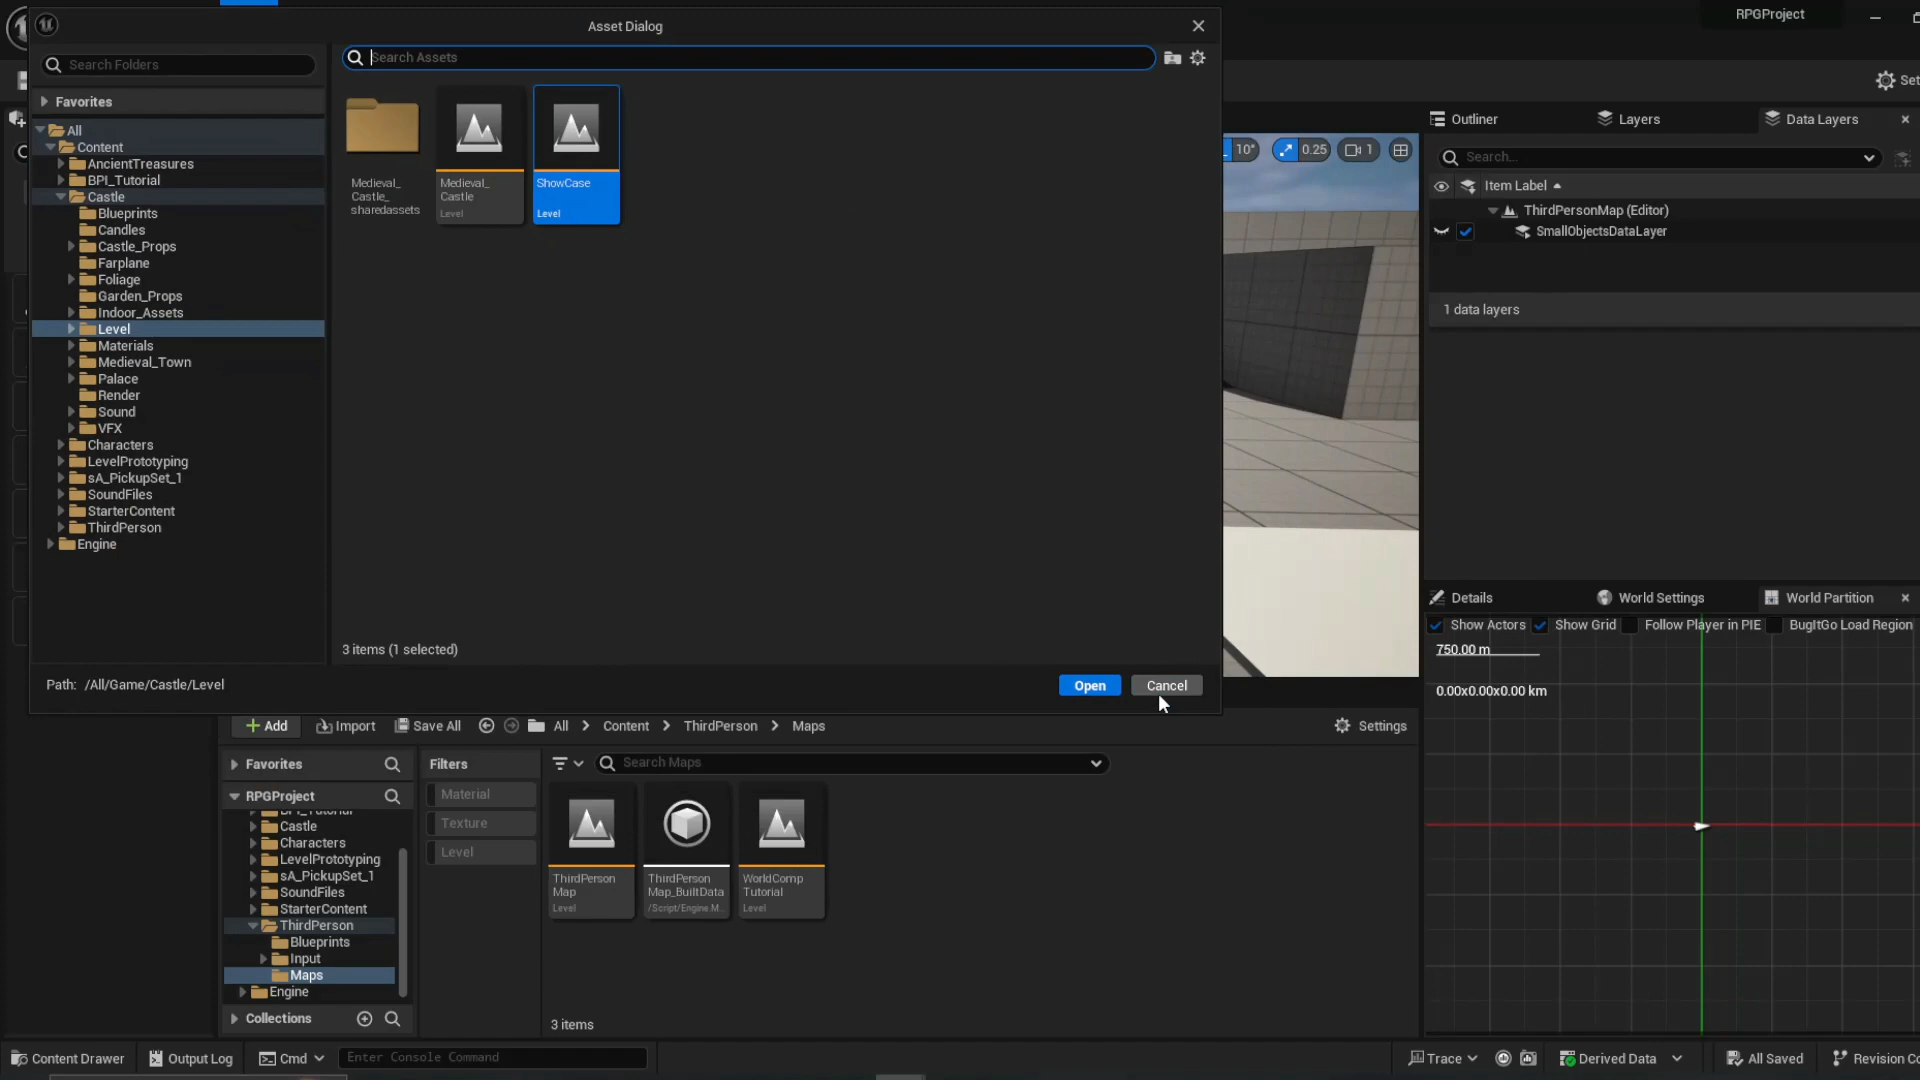 Asset Dialog
RPGProject
Search Folders
Search Assets
Favorites
All
Content
AncientTreasures
BPI_Tutorial
Castle
Blueprints
Candles
Castle_Props
Farplane
Foliage
Garden_Props
Indoor_Assets
Level
Materials
Medieval_Town
Palace
Render
Sound
VFX
Characters
LevelPrototyping
sA_PickupSet_1
SoundFiles
StarterContent
ThirdPerson
Engine
Medieval_
Castle_
sharedassets
Medieval_
Castle
Level
ShowCase
Level
3 items (1 selected)
Path: /All/Game/Castle/Level
Open
Cancel
10°
0.25
1
Set
Outliner
Layers
Data Layers
Search...
Item Label
ThirdPersonMap (Editor)
SmallObjectsDataLayer
1 data layers
Details
World Settings
World Partition
Show Actors
Show Grid
Follow Player in PIE
BugItGo Load Region
750.00 m
0.00x0.00x0.00 km
Add
Import
Save All
All
Content
ThirdPerson
Maps
Settings
Favorites
RPGProject
BPI_Tutorial
Castle
Characters
LevelPrototyping
sA_PickupSet_1
SoundFiles
StarterContent
ThirdPerson
Blueprints
Input
Maps
Engine
Collections
Filters
Material
Texture
Level
Search Maps
ThirdPerson
Map
Level
ThirdPerson
Map_BuiltData
/Script/Engine.M...
WorldComp
Tutorial
Level
3 items
Content Drawer
Output Log
Cmd
Enter Console Command
Trace
Derived Data
All Saved
Revision Co